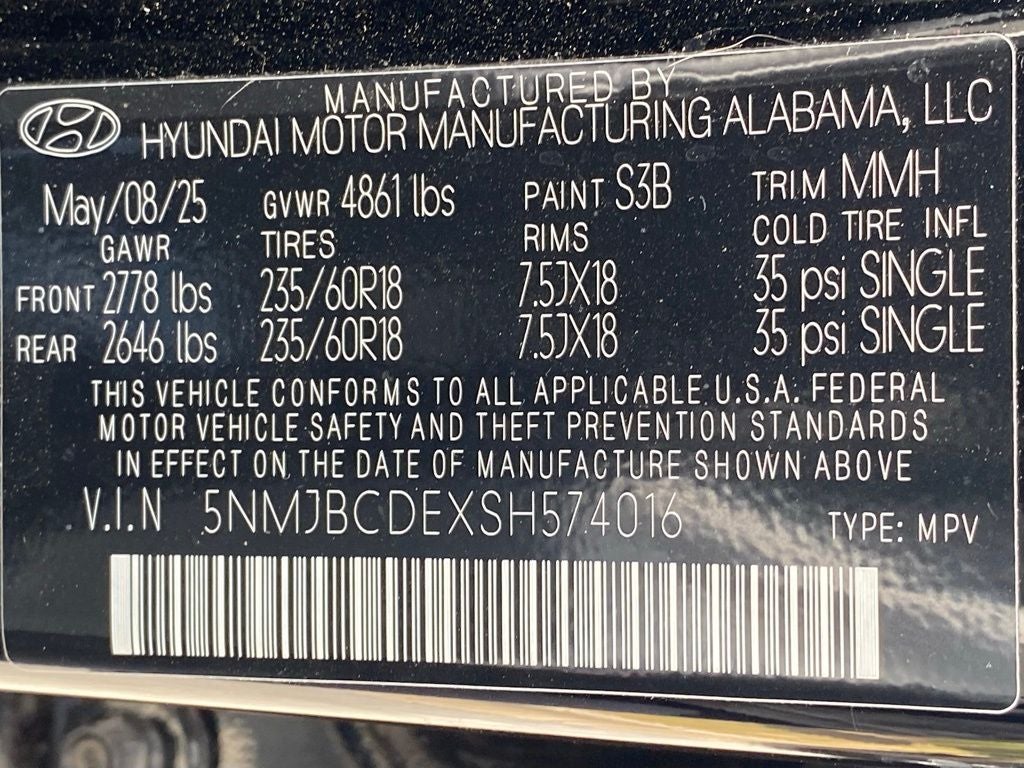 MANUFACTURED BY
HYUNDAI MOTOR MANUFACTURING ALABAMA, LLC
May/08/25 GVWR 4861 lbs PAINT S3B TRIM MMH
GAWR TIRES RIMS COLD TIRE INFL
FRONT 2778 lbs 235/60R18 7.5JX18 35 psi SINGLE
REAR 2646 lbs 235/60R18 7.5JX18 35 psi SINGLE
THIS VEHICLE CONFORMS TO ALL APPLICABLE U.S.A. FEDERAL
MOTOR VEHICLE SAFETY AND THEFT PREVENTION STANDARDS
IN EFFECT ON THE DATE OF MANUFACTURE SHOWN ABOVE
V.I.N 5NMJBCDEXSH574016 TYPE: MPV